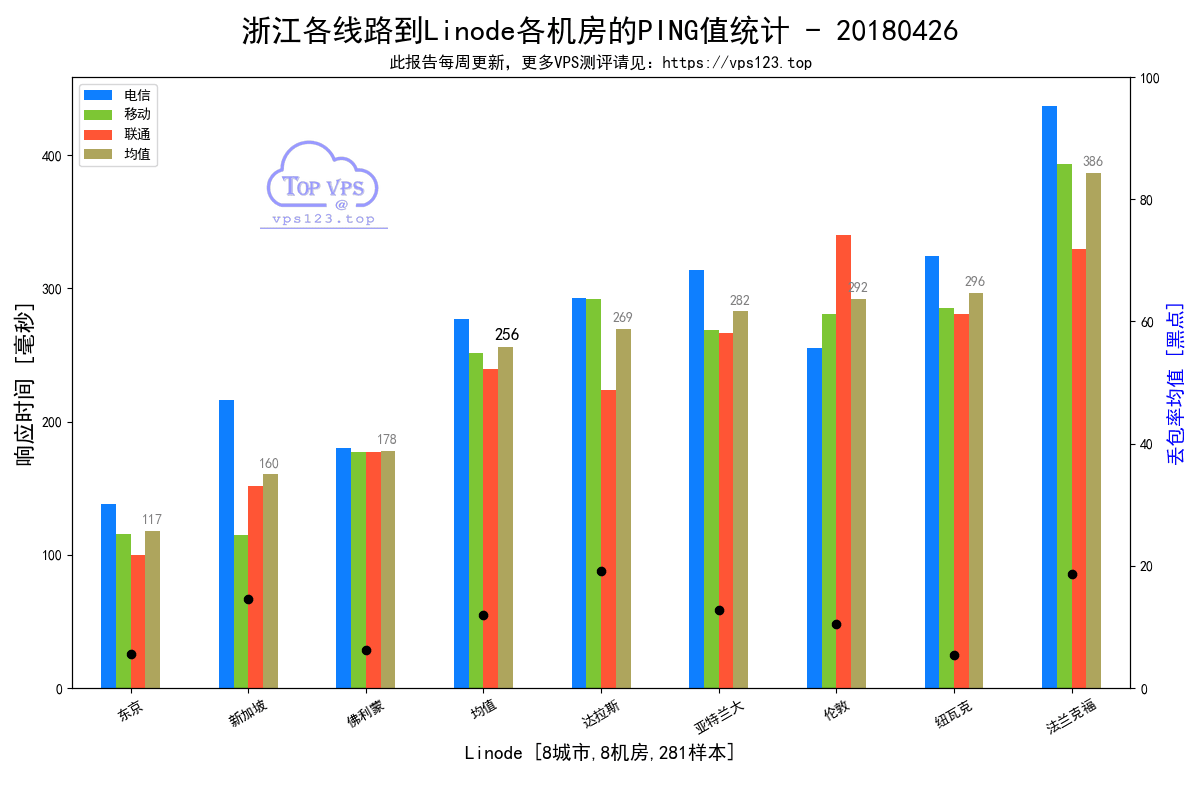 浙江各线路到Linode各机房的PING值统计 - 20180426
此报告每周更新，更多VPS测评请见：https://vps123.top
电信
移动
联通
均值
TOP VPS
@
vps123.top
响应时间 [毫秒]
0
100
200
300
400
丢包率均值 [黑点]
0
20
40
60
80
100
117
160
178
256
269
282
292
296
386
东京
新加坡
佛利蒙
均值
达拉斯
亚特兰大
伦敦
纽瓦克
法兰克福
Linode [8城市,8机房,281样本]